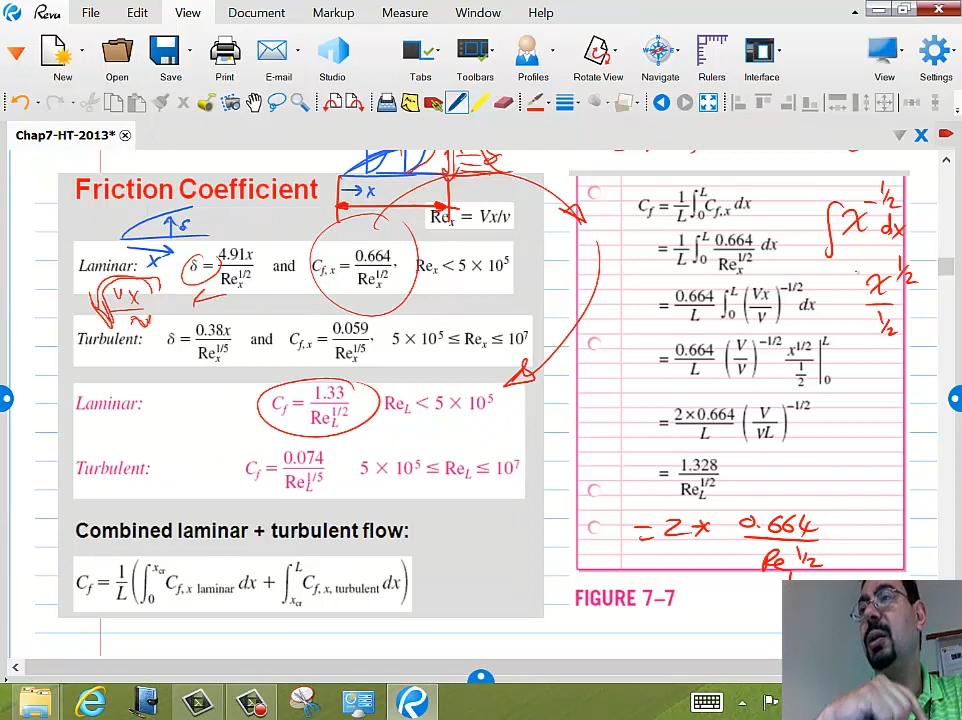 Revu File Edit View Document Markup Measure Window Help
New Open Save Print E-mail Studio Tabs Toolbars Profiles Rotate View Navigate Rulers Interface View Settings
Chap7-HT-2013*
Friction Coefficient
x
Re_x = Vx/ν
δ
x
Laminar: δ = 4.91x / Re_x^{1/2} and C_{f,x} = 0.664 / Re_x^{1/2}, Re_x < 5 × 10^5
Turbulent: δ = 0.38x / Re_x^{1/5} and C_{f,x} = 0.059 / Re_x^{1/5}, 5 × 10^5 ≤ Re_x ≤ 10^7
Laminar: C_f = 1.33 / Re_L^{1/2} Re_L < 5 × 10^5
Turbulent: C_f = 0.074 / Re_L^{1/5} 5 × 10^5 ≤ Re_L ≤ 10^7
Combined laminar + turbulent flow:
C_f = 1/L (∫_0^{x_cr} C_{f,x laminar} dx + ∫_{x_cr}^L C_{f,x, turbulent} dx)
C_f = 1/L ∫_0^L C_{f,x} dx
= 1/L ∫_0^L 0.664 / Re_x^{1/2} dx
= 0.664/L ∫_0^L (Vx/ν)^{-1/2} dx
= 0.664/L (V/ν)^{-1/2} x^{1/2} / (1/2) |_0^L
= 2×0.664/L (V/νL)^{-1/2}
= 1.328 / Re_L^{1/2}
= 2 * 0.664 / Re_L^{1/2}
∫ x^{-1/2} dx
x^{1/2} / 1/2
FIGURE 7–7